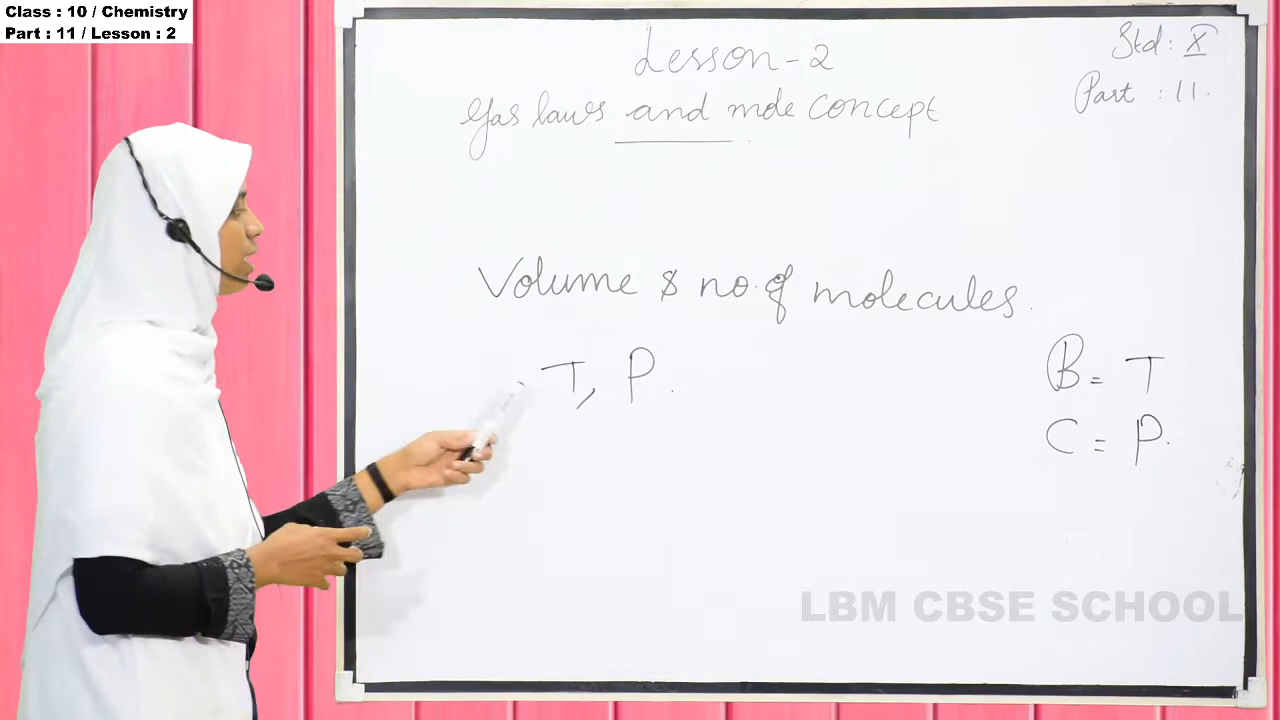 Class : 10 / Chemistry
Part : 11 / Lesson : 2
Std : X
Part : 11.
Lesson - 2
Gas laws and mole concept
Volume & no. of molecules.
T, P.
B = T
C = P.
LBM CBSE SCHOOL